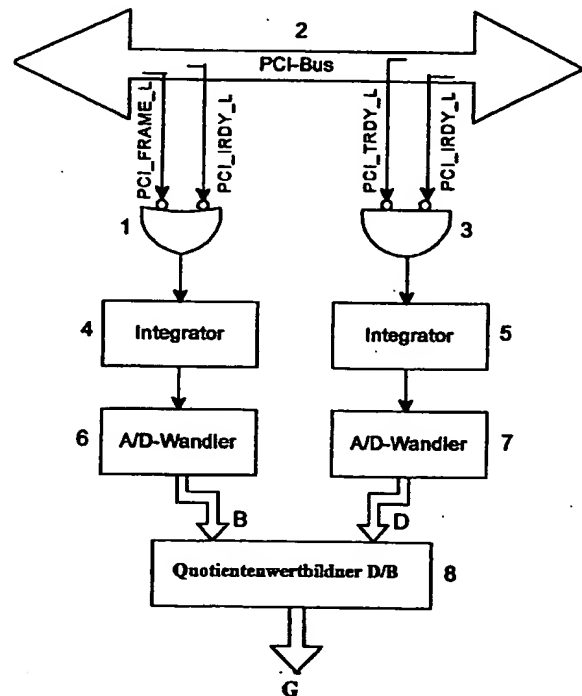 2
PCI-Bus
PCI_FRAME_L
PCI_IRDY_L
PCI_TRDY_L
PCI_IRDY_L
1
3
4
Integrator
Integrator
5
6
A/D-Wandler
A/D-Wandler
7
B
D
Quotientenwertbildner D/B
8
G